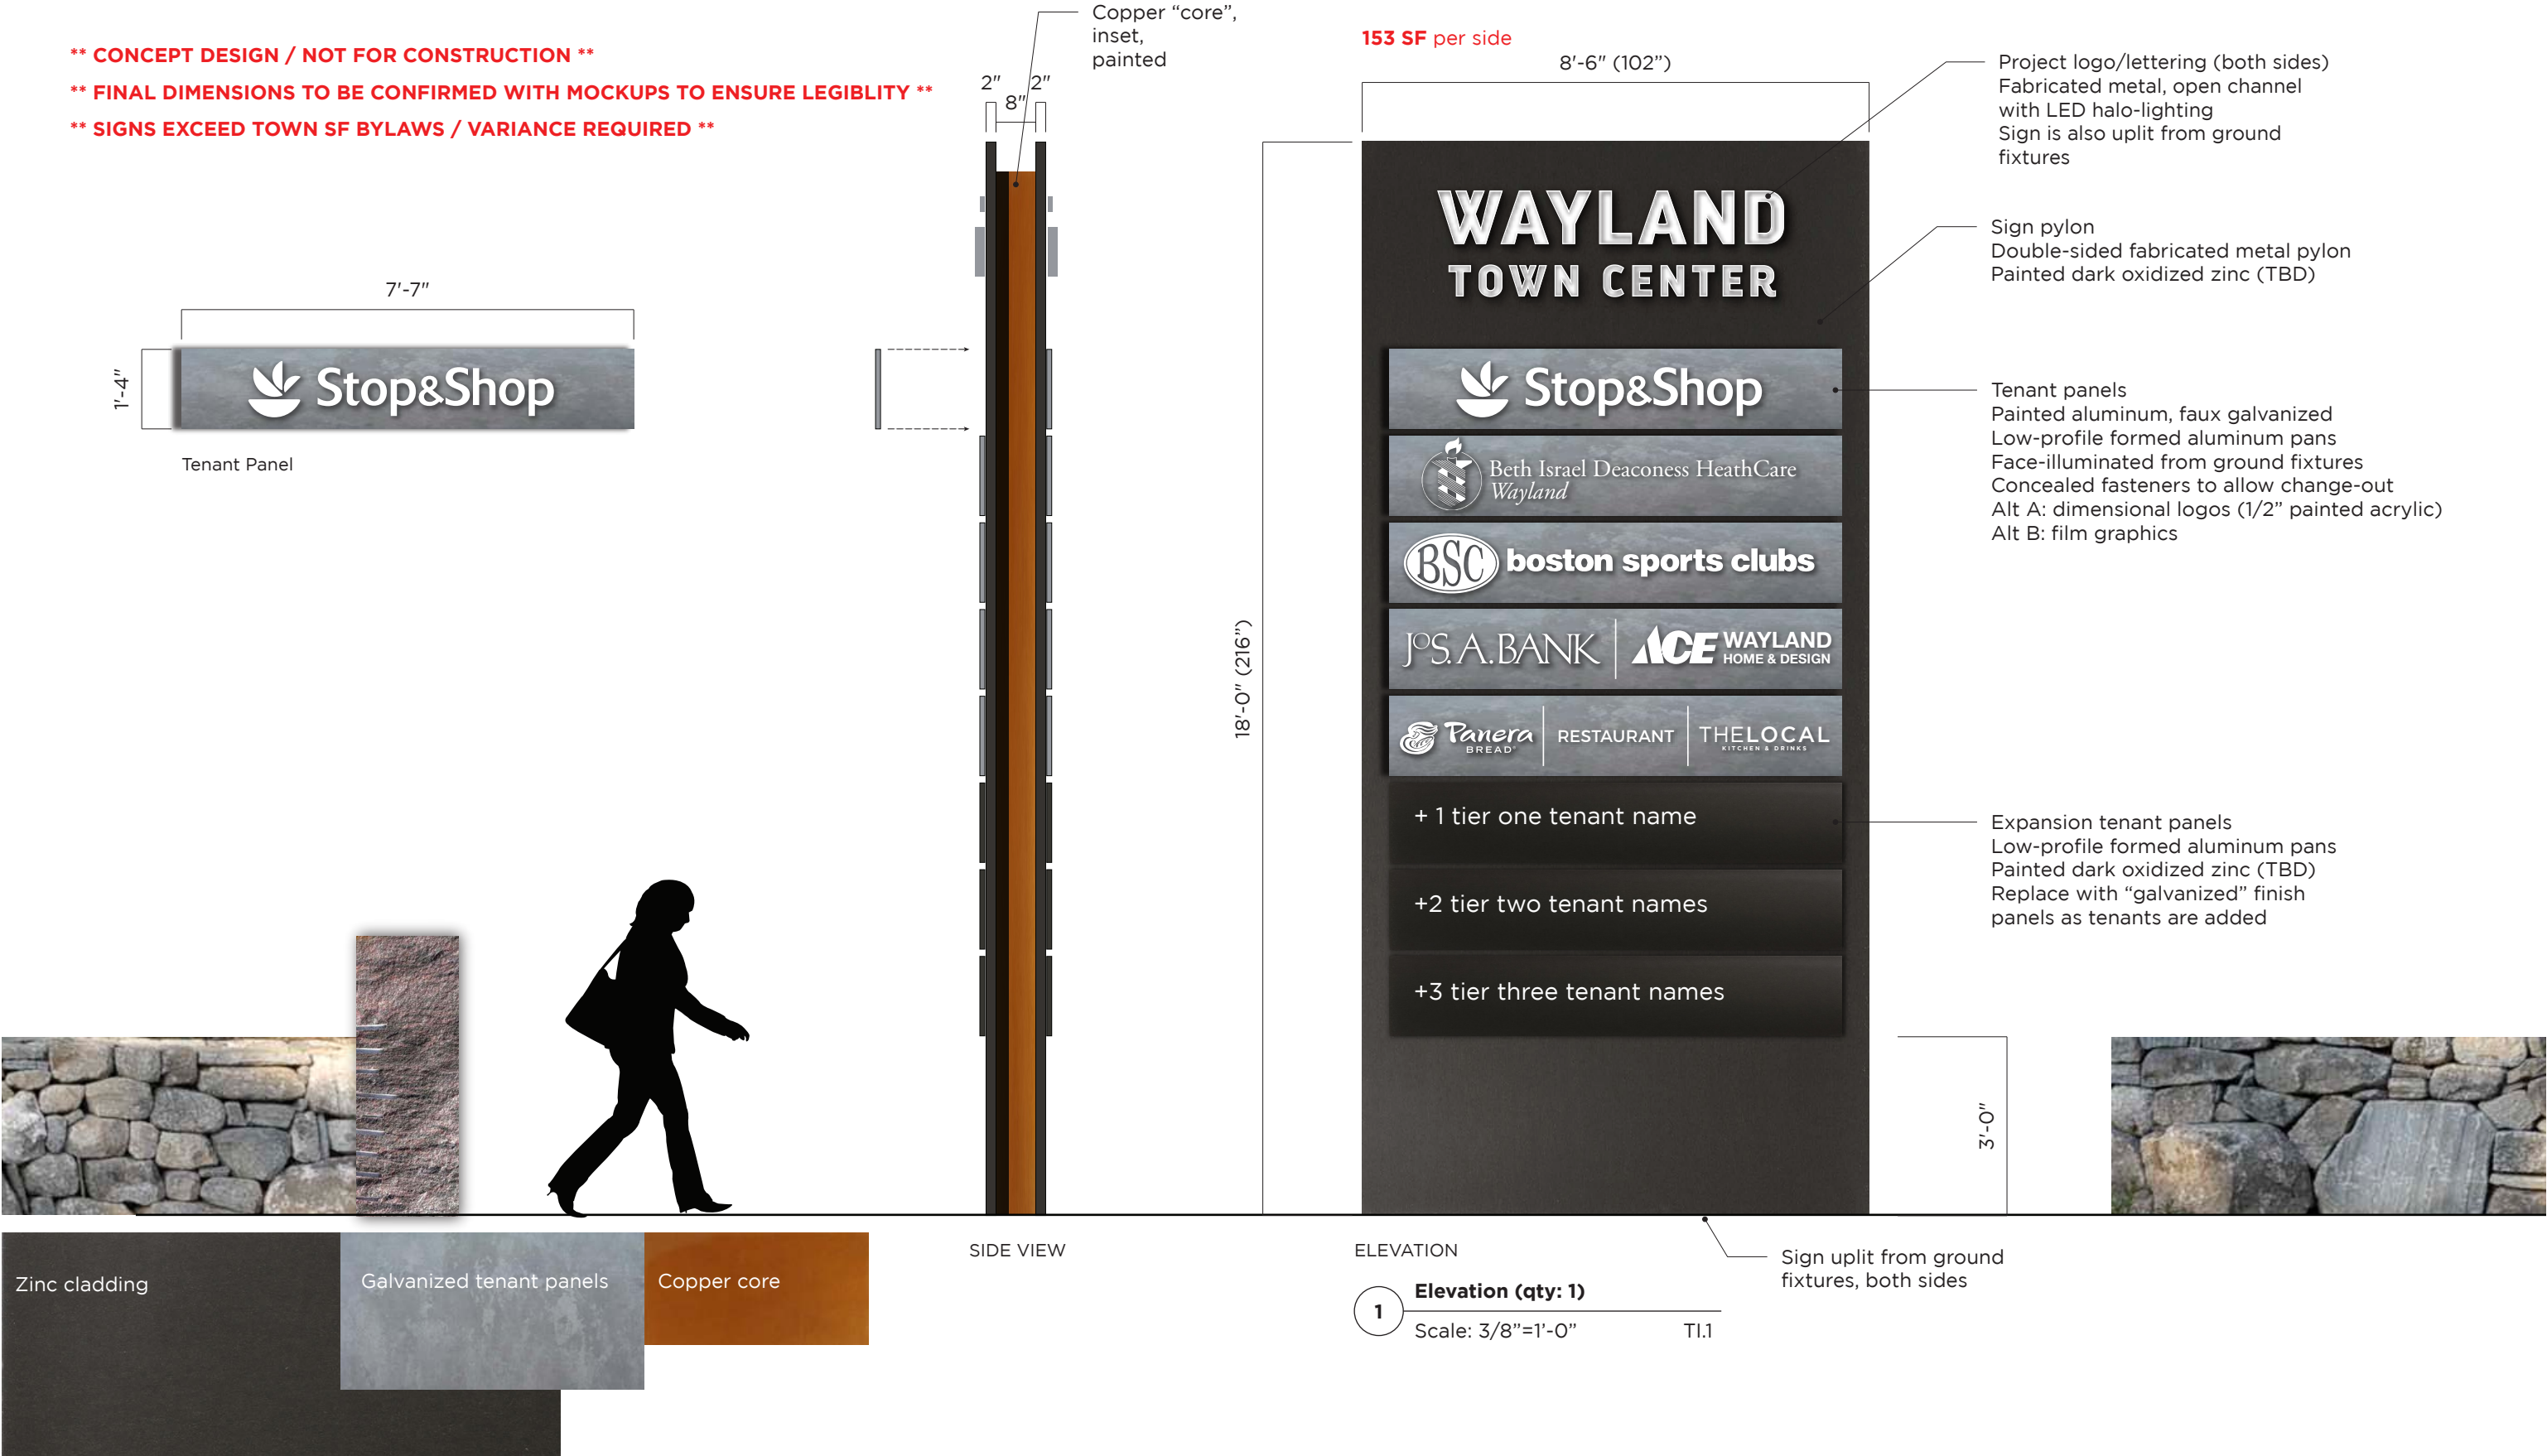 ** CONCEPT DESIGN / NOT FOR CONSTRUCTION **
** FINAL DIMENSIONS TO BE CONFIRMED WITH MOCKUPS TO ENSURE LEGIBLITY **
** SIGNS EXCEED TOWN SF BYLAWS / VARIANCE REQUIRED **
7'-7"
1'-4"
Stop&Shop
Tenant Panel
Copper “core”,
inset,
painted
2" 2"
8"
153 SF per side
8'-6" (102”)
18'-0" (216”)
WAYLAND
TOWN CENTER
Stop&Shop
Beth Israel Deaconess HeathCare
Wayland
BSC boston sports clubs
JOS. A. BANK
ACE WAYLAND
HOME & DESIGN
Panera
BREAD®
RESTAURANT
THELOCAL
KITCHEN & DRINKS
+ 1 tier one tenant name
+2 tier two tenant names
+3 tier three tenant names
Project logo/lettering (both sides)
Fabricated metal, open channel
with LED halo-lighting
Sign is also uplit from ground
fixtures
Sign pylon
Double-sided fabricated metal pylon
Painted dark oxidized zinc (TBD)
Tenant panels
Painted aluminum, faux galvanized
Low-profile formed aluminum pans
Face-illuminated from ground fixtures
Concealed fasteners to allow change-out
Alt A: dimensional logos (1/2” painted acrylic)
Alt B: film graphics
Expansion tenant panels
Low-profile formed aluminum pans
Painted dark oxidized zinc (TBD)
Replace with “galvanized” finish
panels as tenants are added
3'-0"
Zinc cladding
Galvanized tenant panels
Copper core
SIDE VIEW
ELEVATION
1
Elevation (qty: 1)
Scale: 3/8”=1’-0” TI.1
Sign uplit from ground
fixtures, both sides